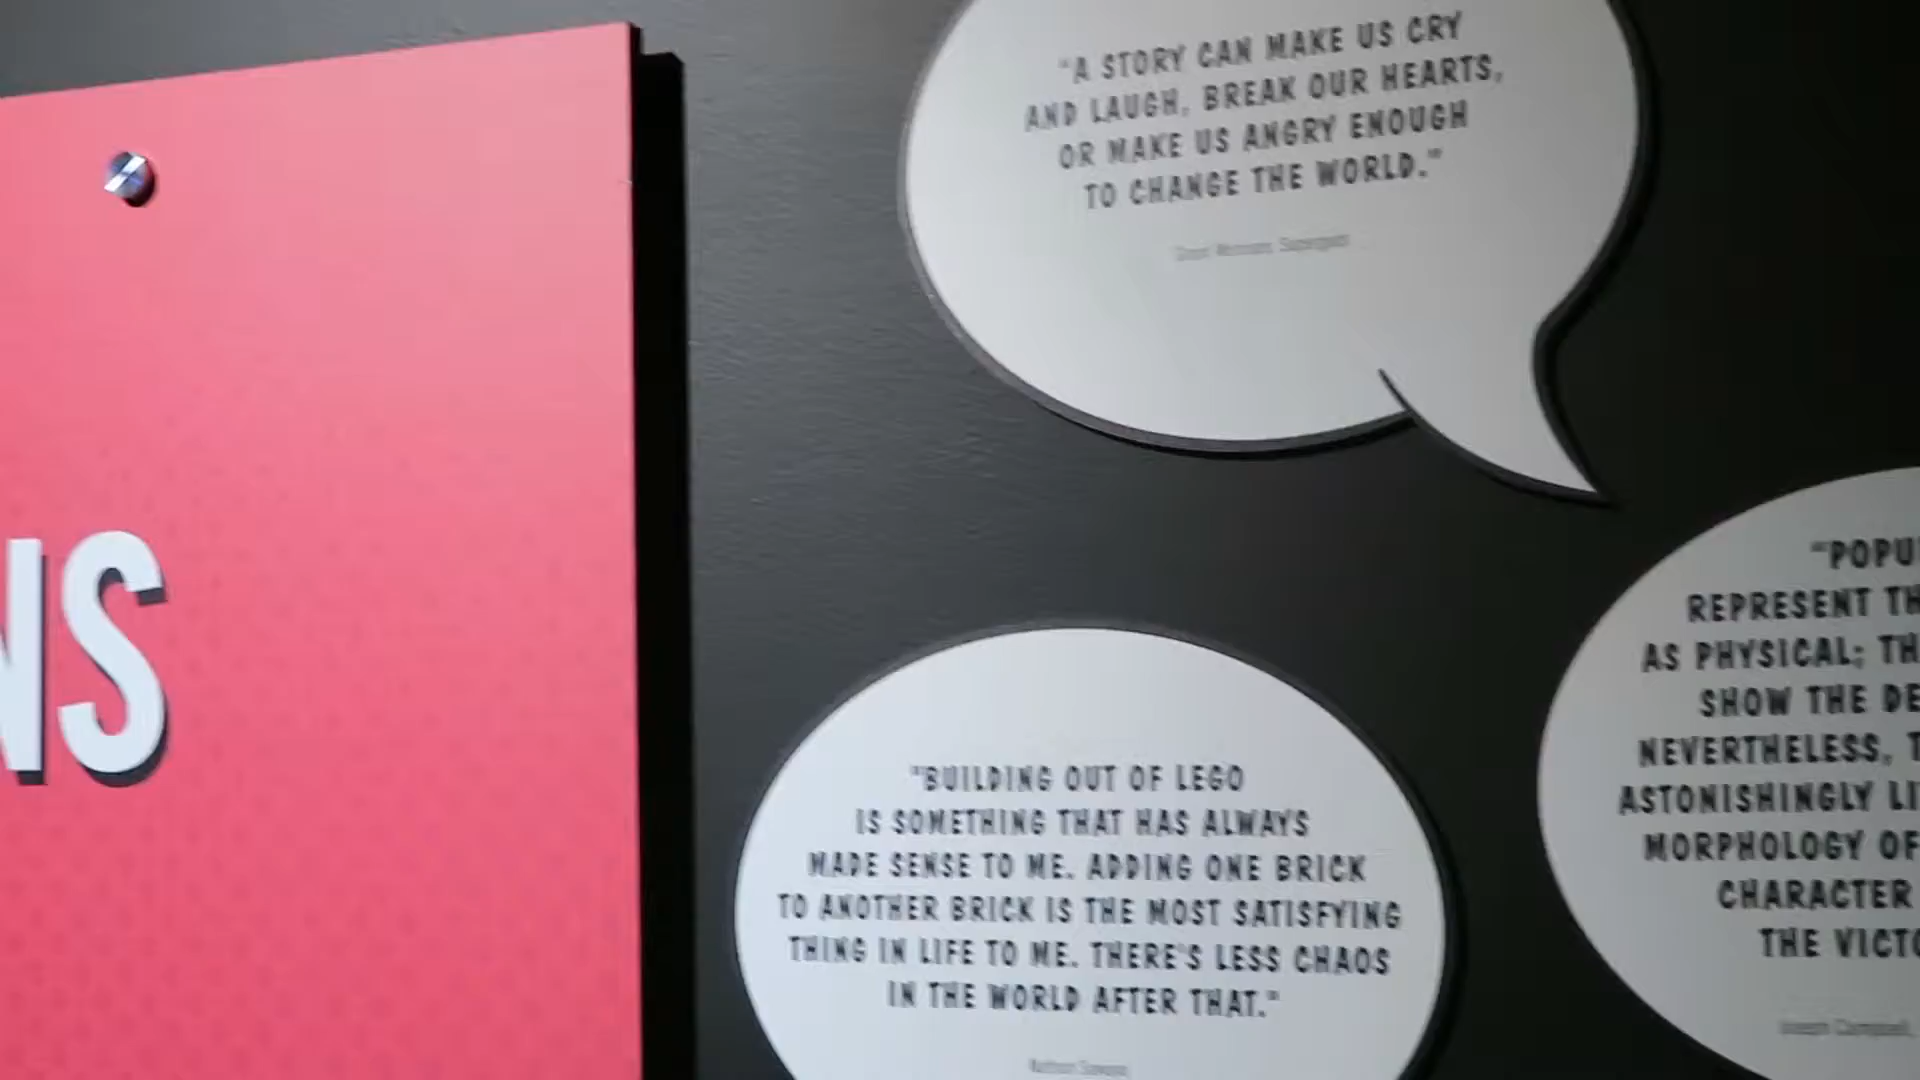 "A STORY CAN MAKE US CRY
AND LAUGH, BREAK OUR HEARTS,
OR MAKE US ANGRY ENOUGH
TO CHANGE THE WORLD."
NS
"BUILDING OUT OF LEGO
IS SOMETHING THAT HAS ALWAYS
MADE SENSE TO ME. ADDING ONE BRICK
TO ANOTHER BRICK IS THE MOST SATISFYING
THING IN LIFE TO ME. THERE'S LESS CHAOS
IN THE WORLD AFTER THAT."
"POPU
REPRESENT TH
AS PHYSICAL; TH
SHOW THE DE
NEVERTHELESS, T
ASTONISHINGLY LI
MORPHOLOGY OF
CHARACTER
THE VICTO
Joseph Campbell,